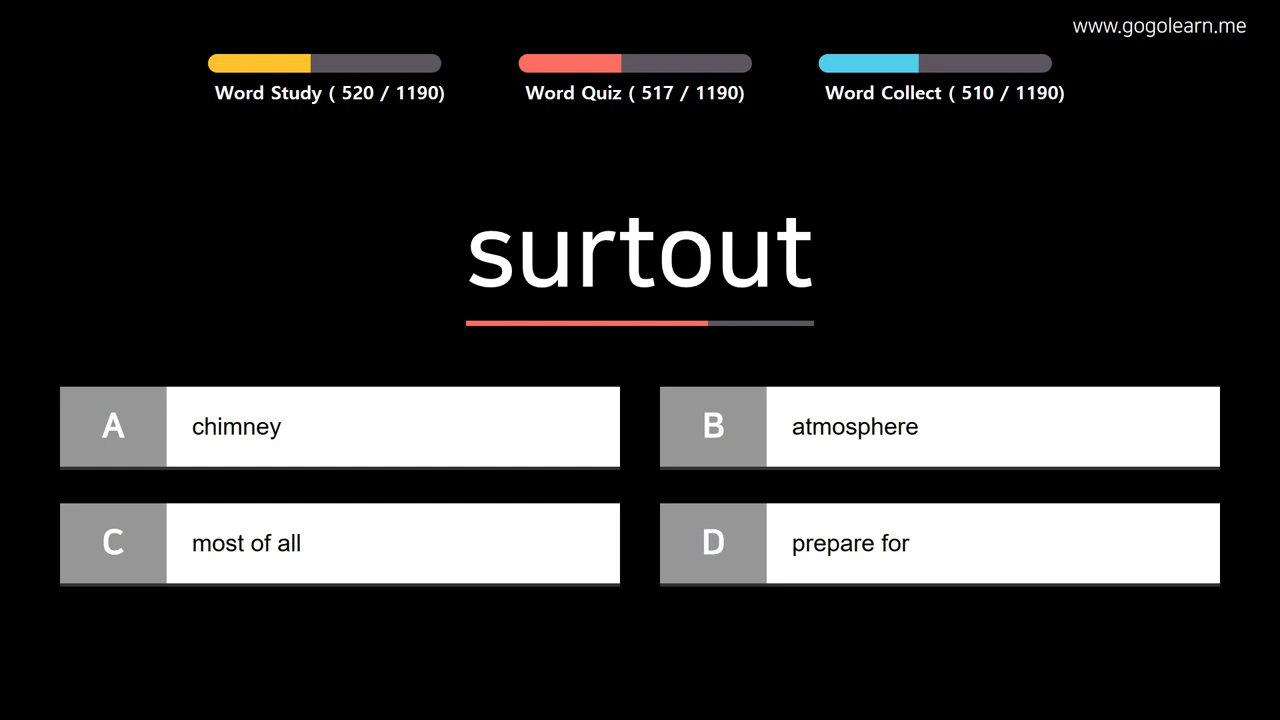 www.gogolearn.me
Word Study ( 520 / 1190)
Word Quiz ( 517 / 1190)
Word Collect ( 510 / 1190)
surtout
A chimney
B atmosphere
C most of all
D prepare for